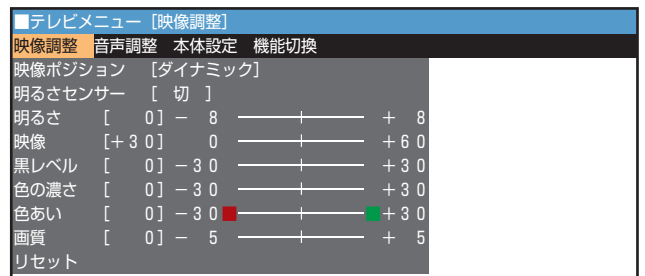 ■テレビメニュー [映像調整]
映像調整 音声調整 本体設定 機能切換
映像ポジション [ダイナミック]
明るさセンサー [ 切 ]
明るさ [ 0] － 8 ＋ 8
映像 [＋30] 0 ＋60
黒レベル [ 0] －30 ＋30
色の濃さ [ 0] －30 ＋30
色あい [ 0] －30 ＋30
画質 [ 0] － 5 ＋ 5
リセット